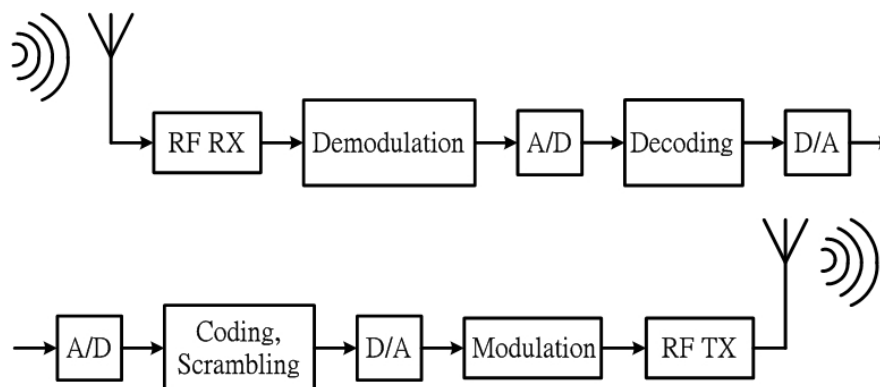 RF RX
Demodulation
A/D
Decoding
D/A
A/D
Coding,
Scrambling
D/A
Modulation
RF TX